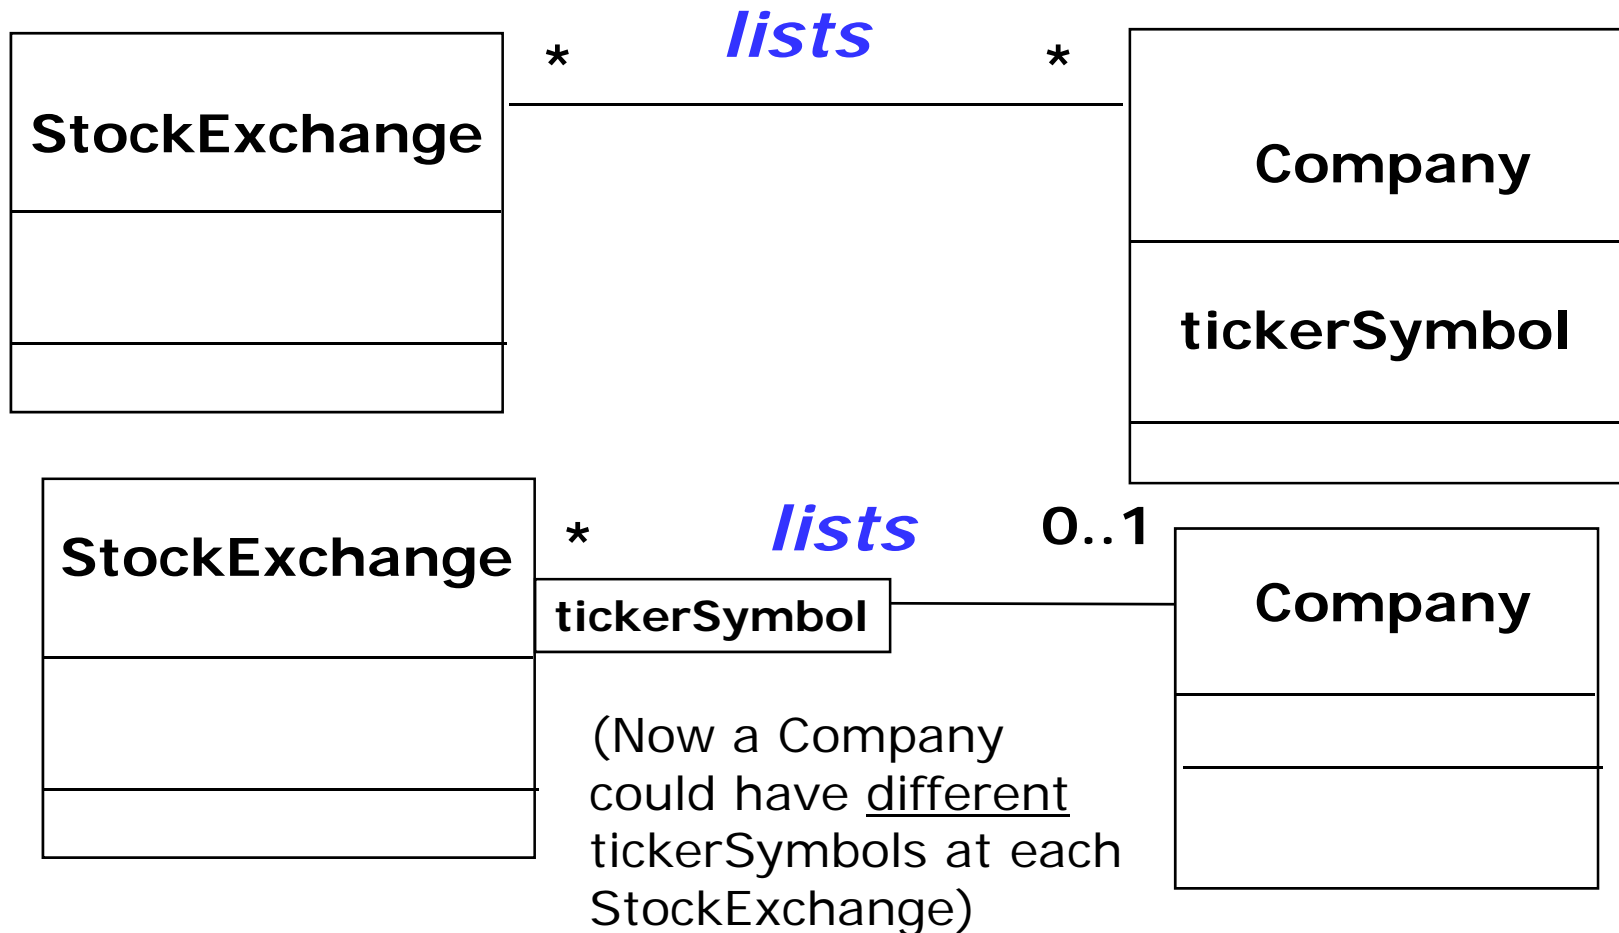 * lists *
StockExchange
Company
tickerSymbol
* lists 0..1
StockExchange
Company
tickerSymbol
(Now a Company
could have different
tickerSymbols at each
StockExchange)